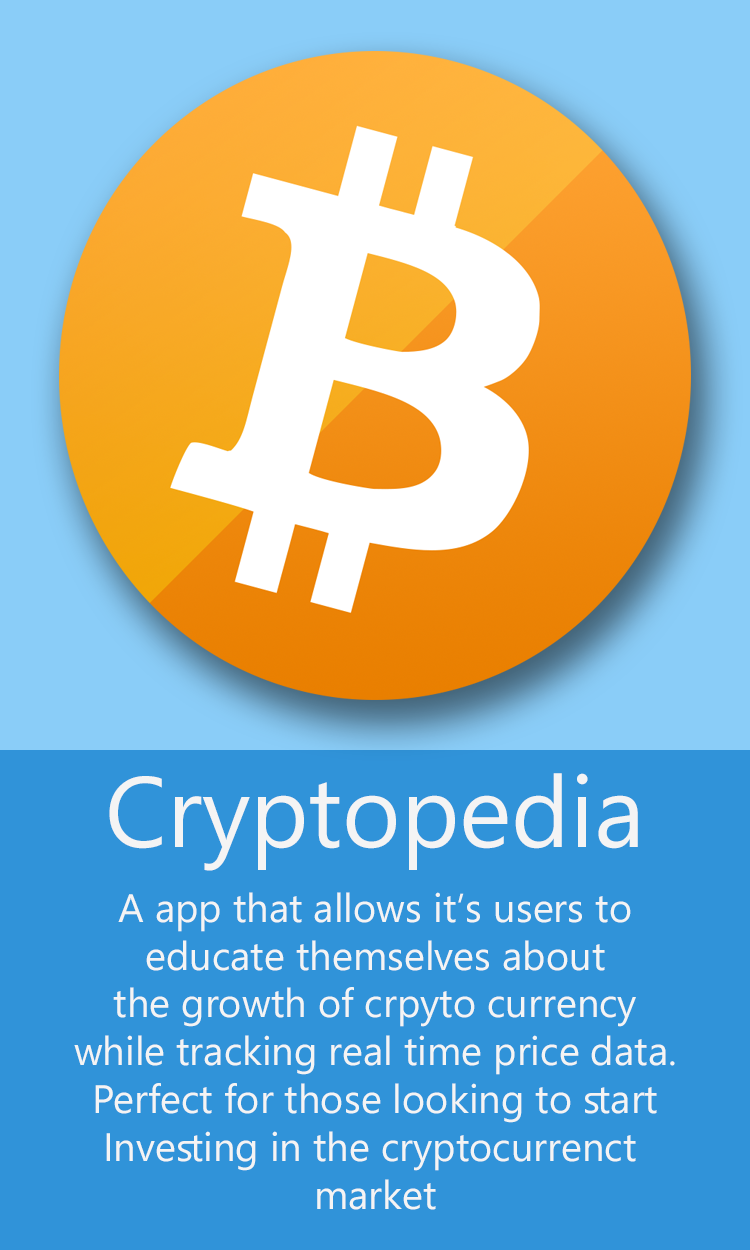 Cryptopedia
A app that allows it’s users to
educate themselves about
the growth of crpyto currency
while tracking real time price data.
Perfect for those looking to start
Investing in the cryptocurrenct
market